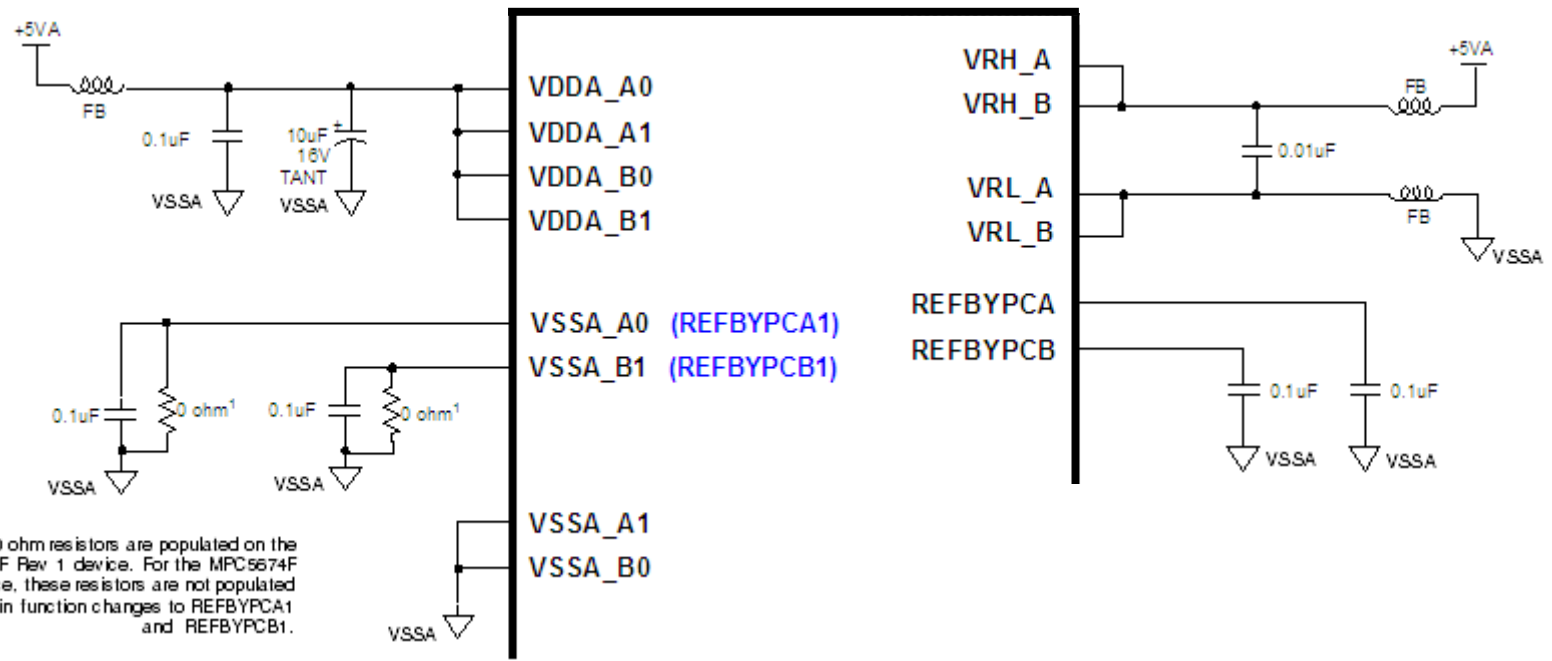 +5VA
FB
0.1uF
VSSA
10uF
+
16V
TANT
VSSA
VDDA_A0
VDDA_A1
VDDA_B0
VDDA_B1
VSSA_A0 (REFBYPCA1)
VSSA_B1 (REFBYPCB1)
0.1uF
0 ohm¹
VSSA
0.1uF
0 ohm¹
VSSA
VSSA_A1
VSSA_B0
VSSA
ohm resistors are populated on the
F Rev 1 device. For the MPC5674F
these resistors are not populated
function changes to REFBYPCA1
and REFBYPCB1.
VRH_A
VRH_B
VRL_A
VRL_B
REFBYPCA
REFBYPCB
+5VA
FB
0.01uF
FB
VSSA
0.1uF
VSSA
0.1uF
VSSA